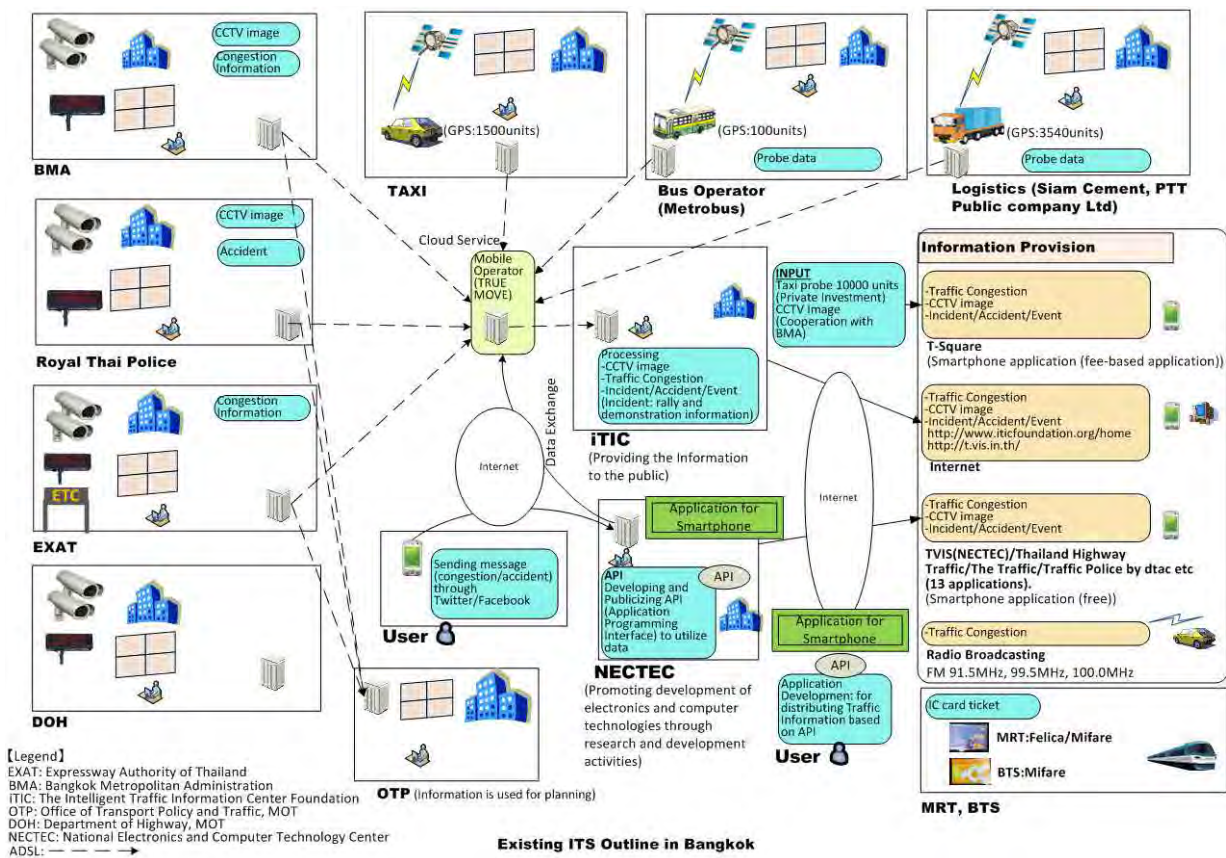 CCTV image
Congestion
Information
BMA
(GPS:1500units)
TAXI
(GPS:100units)
Probe data
Bus Operator
(Metrobus)
(GPS:3540units)
Probe data
Logistics (Siam Cement, PTT
Public company Ltd)
CCTV image
Accident
Royal Thai Police
Cloud Service
Mobile
Operator
(TRUE
MOVE)
Processing
-CCTV image
-Traffic Congestion
-Incident/Accident/Event
(Incident: rally and
demonstration information)
iTIC
(Providing the Information
to the public)
INPUT
Taxi probe 10000 units
(Private Investment)
CCTV Image
(Cooperation with
BMA)
Information Provision
-Traffic Congestion
-CCTV image
-Incident/Accident/Event
T-Square
(Smartphone application (fee-based application))
-Traffic Congestion
-CCTV image
-Incident/Accident/Event
http://www.iticfoundation.org/home
http://t.vis.in.th/
Internet
-Traffic Congestion
-CCTV image
-Incident/Accident/Event
TVIS(NECTEC)/Thailand Highway
Traffic/The Traffic/Traffic Police by dtac etc
(13 applications).
(Smartphone application (free))
-Traffic Congestion
Radio Broadcasting
FM 91.5MHz, 99.5MHz, 100.0MHz
Congestion
Information
ETC
EXAT
Data Exchange
Internet
Internet
Sending message
(congestion/accident)
through
Twitter/Facebook
User
Application for
Smartphone
API
API
Developing and
Publicizing API
(Application
Programming
Interface) to utilize
data
NECTEC
(Promoting development of
electronics and computer
technologies through
research and development
activities)
Application for
Smartphone
API
Application
Development: for
distributing Traffic
Information based
on API
User
IC card ticket
MRT:Felica/Mifare
BTS:Mifare
MRT, BTS
DOH
OTP (Information is used for planning)
【Legend】
EXAT: Expressway Authority of Thailand
BMA: Bangkok Metropolitan Administration
iTIC: The Intelligent Traffic Information Center Foundation
OTP: Office of Transport Policy and Traffic, MOT
DOH: Department of Highway, MOT
NECTEC: National Electronics and Computer Technology Center
ADSL:
Existing ITS Outline in Bangkok